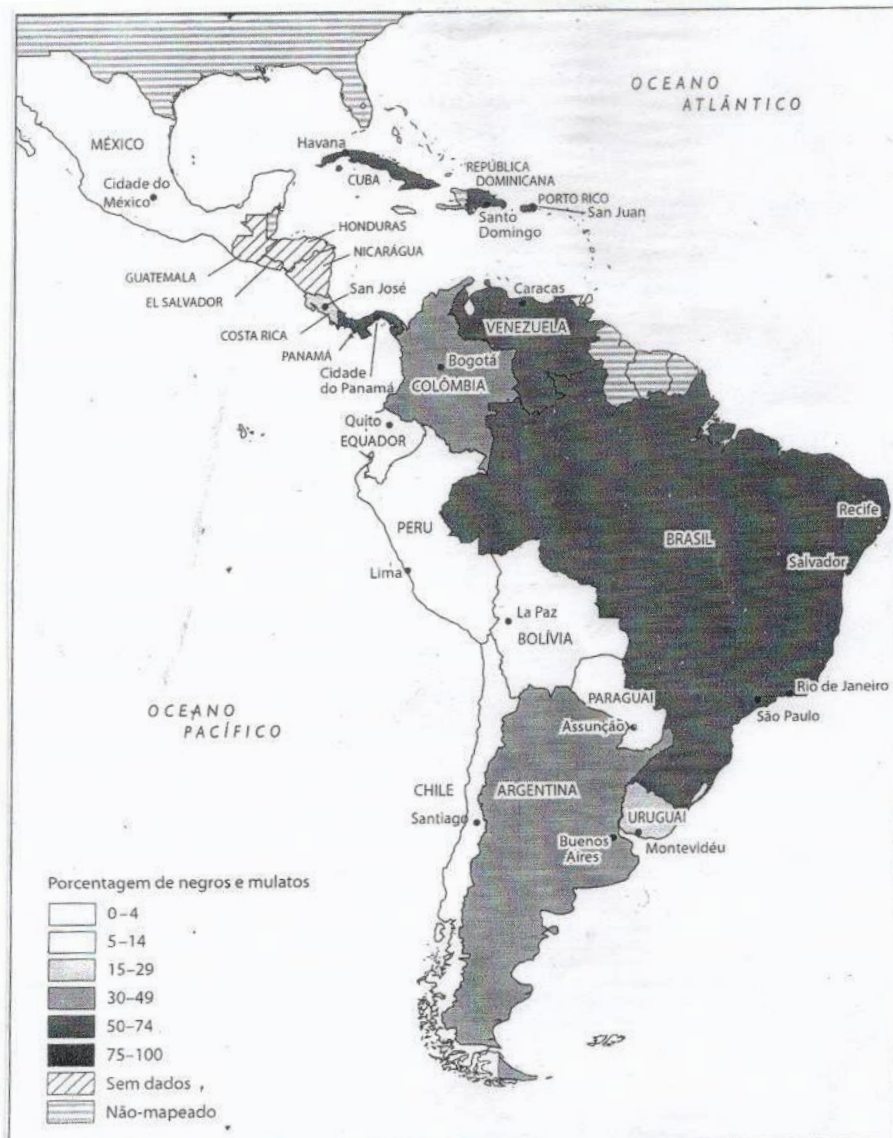 OCEANO
ATLÂNTICO
MÉXICO
Cidade do
México
Havana
CUBA
REPÚBLICA
DOMINICANA
PORTO RICO
San Juan
Santo
Domingo
HONDURAS
NICARÁGUA
GUATEMALA
EL SALVADOR
San José
COSTA RICA
PANAMÁ
Cidade
do Panamá
Caracas
VENEZUELA
Bogotá
COLÔMBIA
Quito
EQUADOR
PERU
Lima
BRASIL
Recife
Salvador
La Paz
BOLÍVIA
Rio de Janeiro
São Paulo
PARAGUAI
Assunção
OCEANO
PACÍFICO
CHILE
Santiago
ARGENTINA
URUGUAI
Buenos
Aires
Montevidéu
Porcentagem de negros e mulatos
0–4
5–14
15–29
30–49
50–74
75–100
Sem dados
Não-mapeado